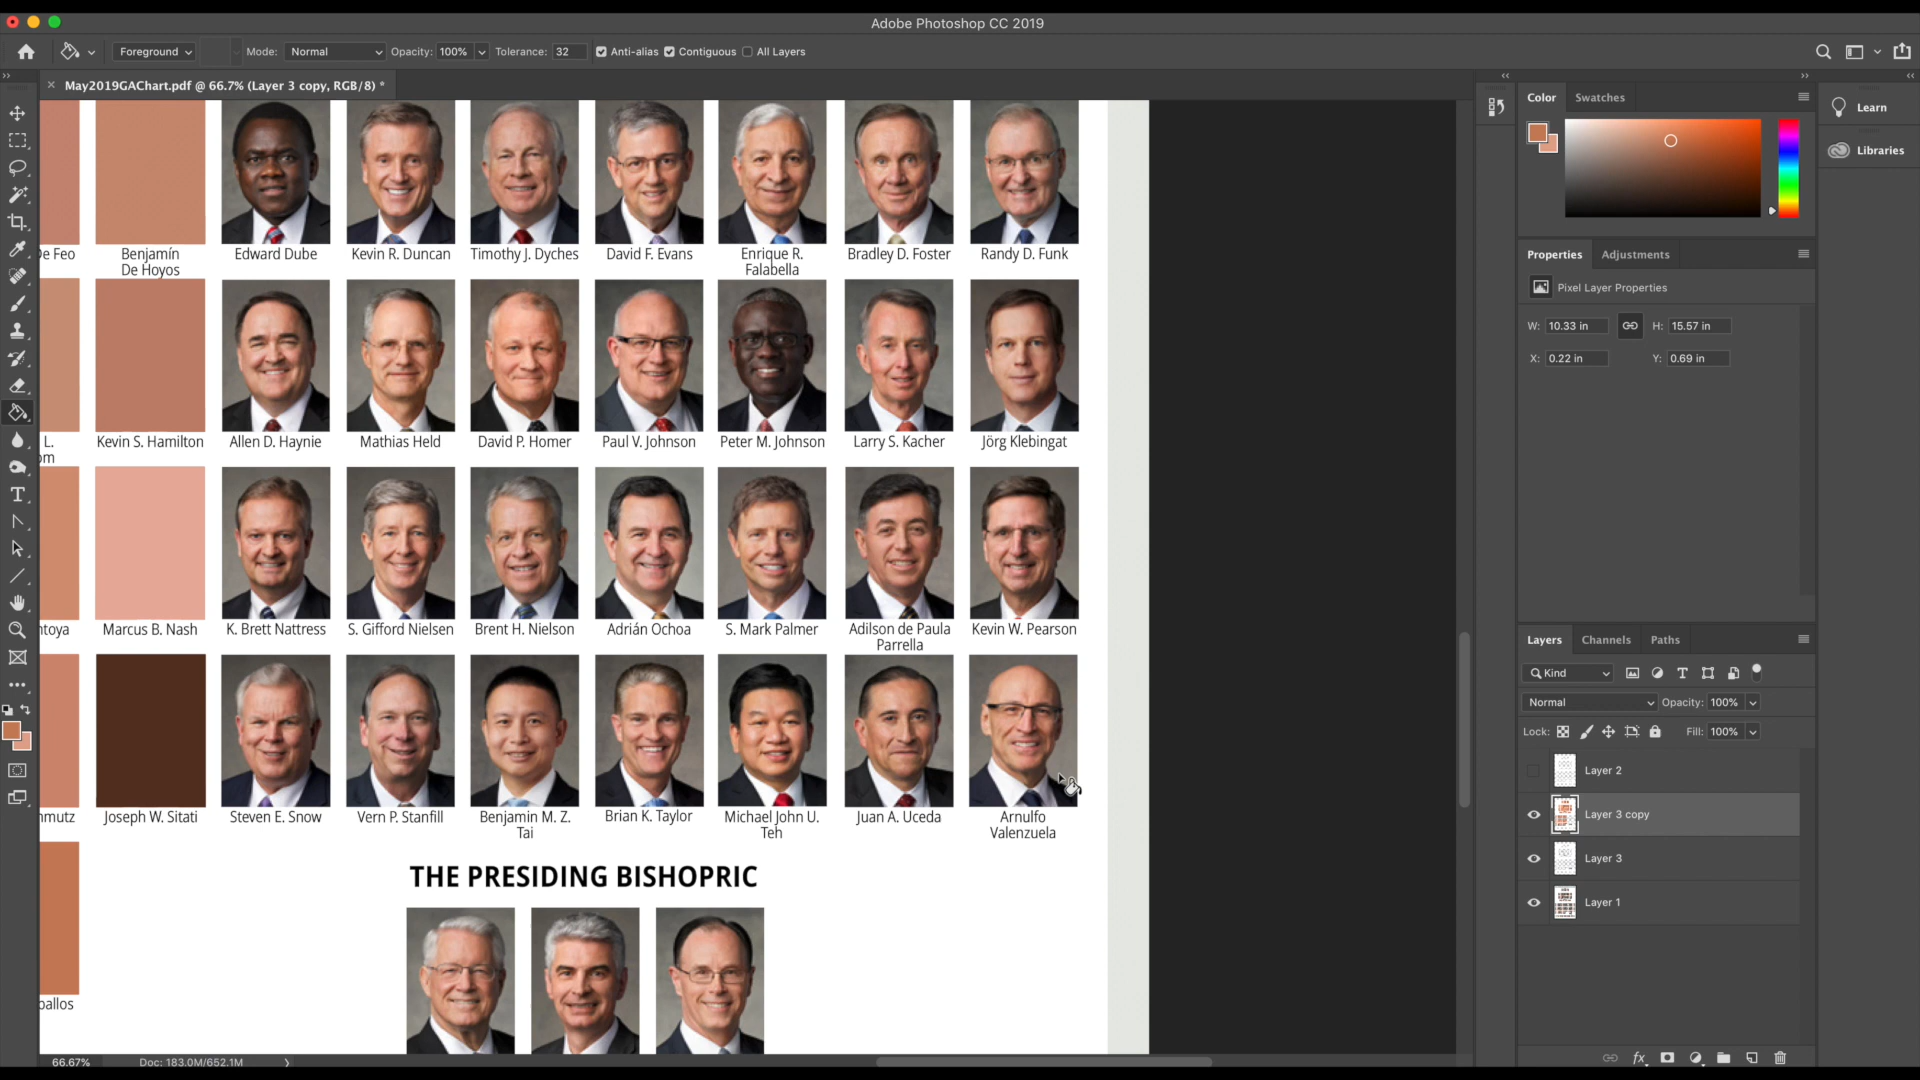 Adobe Photoshop CC 2019
Foreground Mode: Normal Opacity: 100% Tolerance: 32 Anti-alias Contiguous All Layers
May2019GAChart.pdf @ 66.7% (Layer 3 copy, RGB/8) *
Color Swatches
Learn
Libraries
Properties Adjustments
Pixel Layer Properties
W: 10.33 in H: 15.57 in
X: 0.22 in Y: 0.69 in
De Feo
Benjamín
De Hoyos
Edward Dube
Kevin R. Duncan
Timothy J. Dyches
David F. Evans
Enrique R.
Falabella
Bradley D. Foster
Randy D. Funk
L.
om
Kevin S. Hamilton
Allen D. Haynie
Mathias Held
David P. Homer
Paul V. Johnson
Peter M. Johnson
Larry S. Kacher
Jörg Klebingat
ntoya
Marcus B. Nash
K. Brett Nattress
S. Gifford Nielsen
Brent H. Nielson
Adrián Ochoa
S. Mark Palmer
Adilson de Paula
Parrella
Kevin W. Pearson
hmutz
Joseph W. Sitati
Steven E. Snow
Vern P. Stanfill
Benjamin M. Z.
Tai
Brian K. Taylor
Michael John U.
Teh
Juan A. Uceda
Arnulfo
Valenzuela
THE PRESIDING BISHOPRIC
ballos
Layers Channels Paths
Kind
Normal Opacity: 100%
Lock: Fill: 100%
Layer 2
Layer 3 copy
Layer 3
Layer 1
66.67% Doc: 183.0M/652.1M